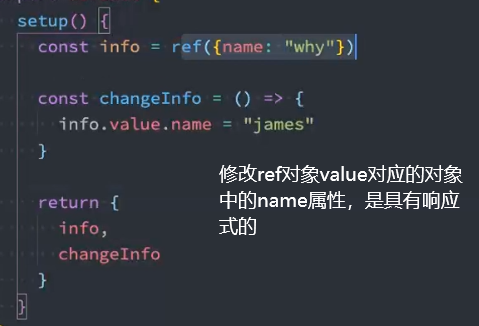 setup() {
const info = ref({name: "why"})
const changeInfo = () => {
info.value.name = "james"
}
return {
info,
changeInfo
}
}
修改ref对象value对应的对象
中的name属性，是具有响应
式的